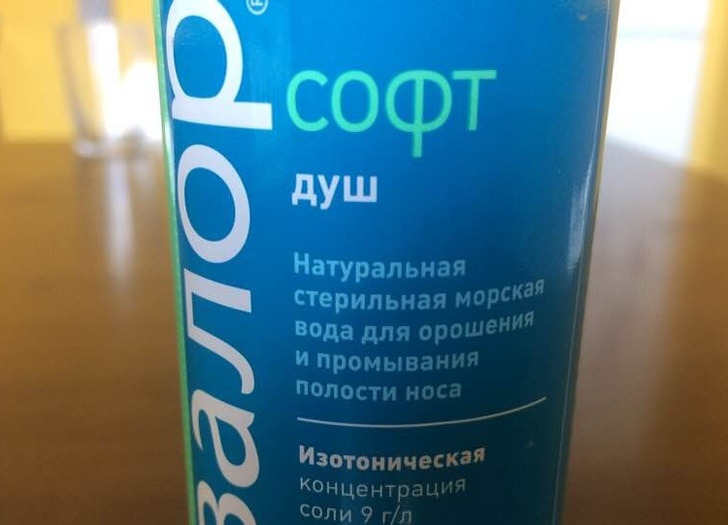 валор®
софт
душ
Натуральная
стерильная морская
вода для орошения
и промывания
полости носа
Изотоническая
концентрация
соли 9 г/л